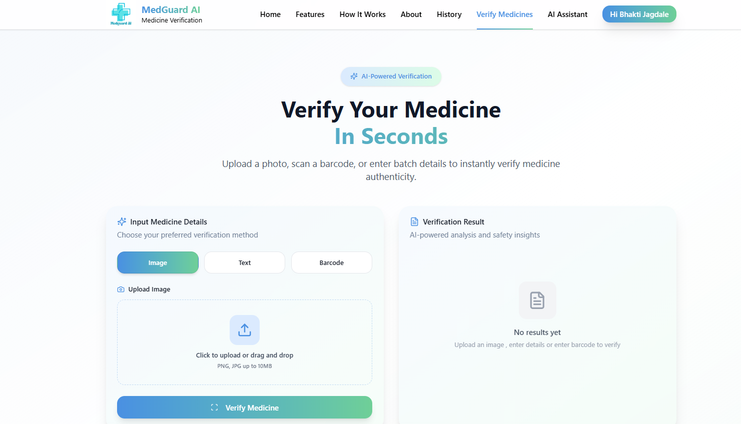 MedGuard AI
Medicine Verification
Medguard AI
Home
Features
How It Works
About
History
Verify Medicines
AI Assistant
Hi Bhakti Jagdale
AI-Powered Verification
Verify Your Medicine
In Seconds
Upload a photo, scan a barcode, or enter batch details to instantly verify medicine
authenticity.
Input Medicine Details
Choose your preferred verification method
Image
Text
Barcode
Upload Image
Click to upload or drag and drop
PNG, JPG up to 10MB
Verify Medicine
Verification Result
AI-powered analysis and safety insights
No results yet
Upload an image , enter details or enter barcode to verify